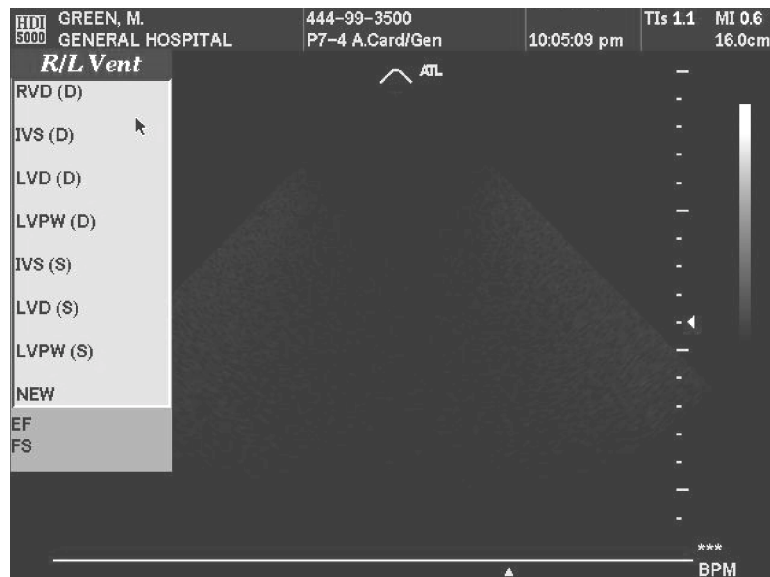 HDI GREEN, M. 444-99-3500 TIs 1.1 MI 0.6
5000 GENERAL HOSPITAL P7-4 A.Card/Gen 10:05:09 pm 16.0cm
R/L Vent
ATL
RVD (D)
IVS (D)
LVD (D)
LVPW (D)
IVS (S)
LVD (S)
LVPW (S)
NEW
EF
FS
***
BPM